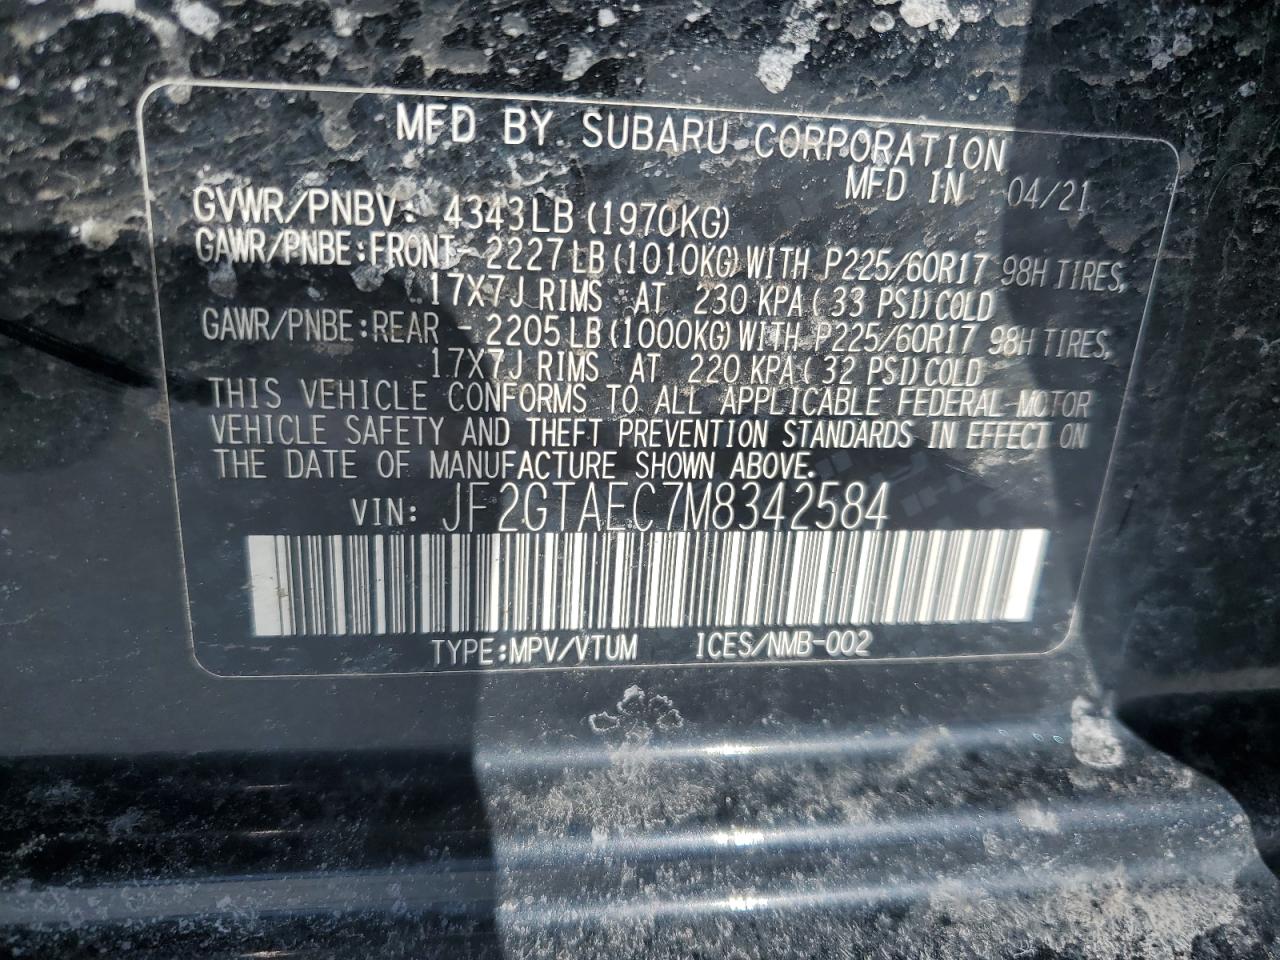 MFD BY SUBARU CORPORATION
MFD IN 04/21
GVWR/PNBV: 4343LB (1970KG)
GAWR/PNBE:FRONT-2227LB(1010KG)WITH P225/60R17 98H TIRES,
17X7J RIMS AT 230 KPA( 33 PSI)COLD
GAWR/PNBE:REAR -2205LB(1000KG)WITH P225/60R17 98H TIRES,
17X7J RIMS AT 220 KPA( 32 PSI)COLD
THIS VEHICLE CONFORMS TO ALL APPLICABLE FEDERAL MOTOR
VEHICLE SAFETY AND THEFT PREVENTION STANDARDS IN EFFECT ON
THE DATE OF MANUFACTURE SHOWN ABOVE.
VIN: JF2GTAEC7M8342584
TYPE:MPV/VTUM ICES/NMB-002